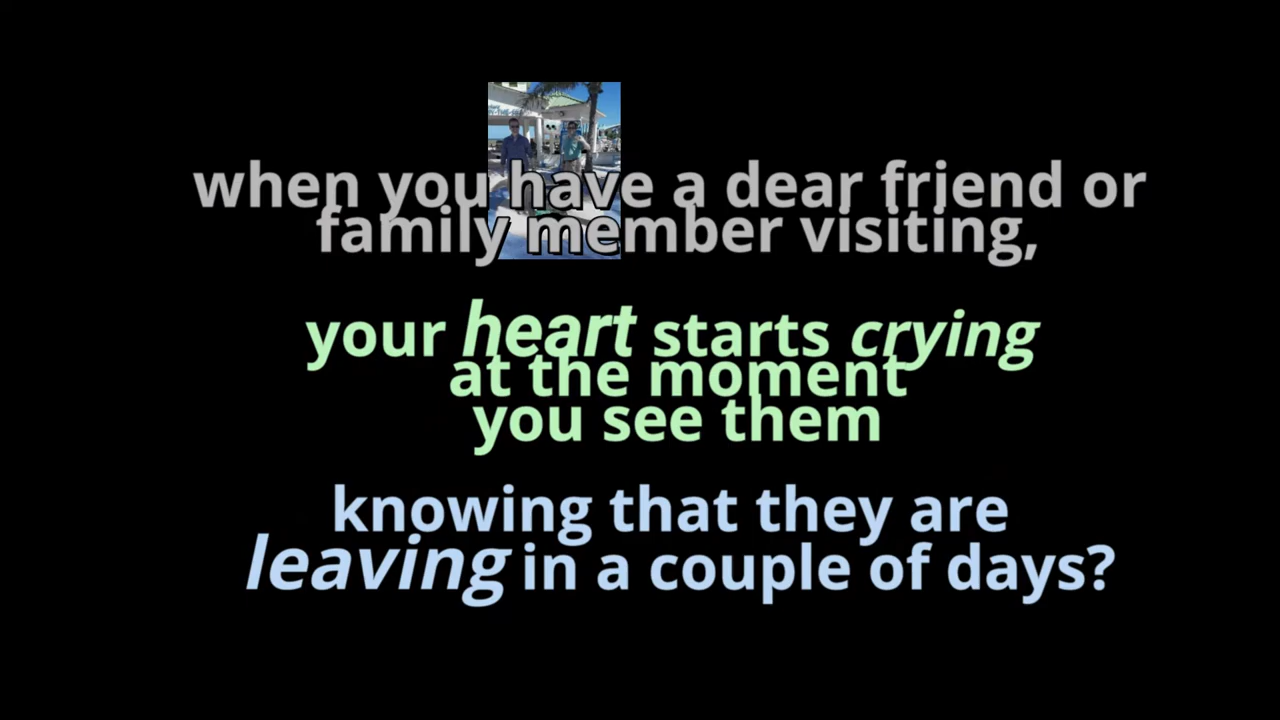 when you have a dear friend or
family member visiting,
your heart starts crying
at the moment
you see them
knowing that they are
leaving in a couple of days?